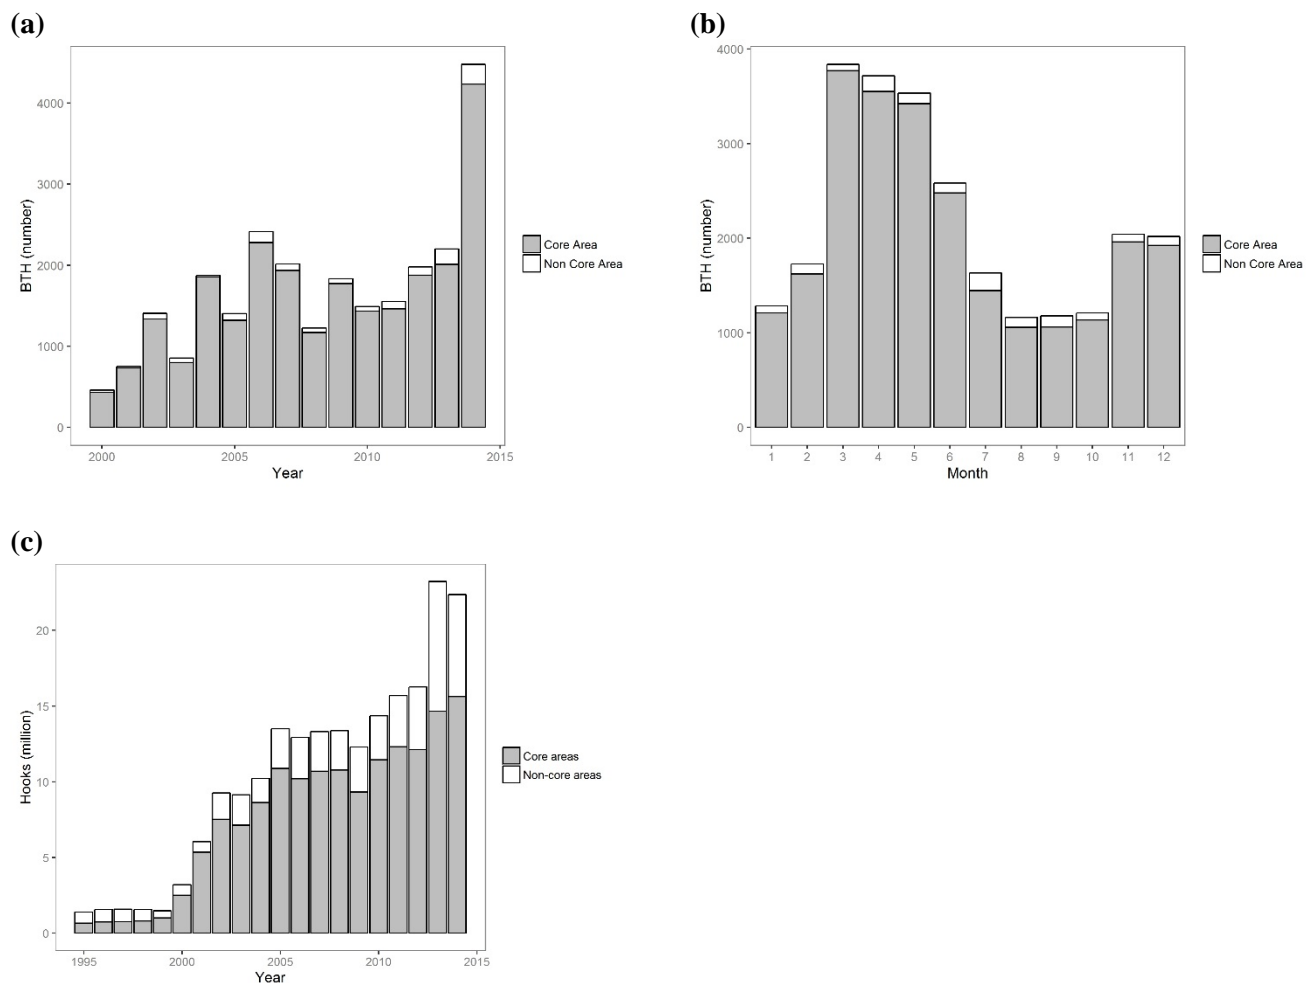 (a)
BTH (number)
4000
3000
2000
1000
0
2000
2005
2010
2015
Year
Core Area
Non Core Area
(b)
BTH (number)
4000
3000
2000
1000
0
1
2
3
4
5
6
7
8
9
10
11
12
Month
Core Area
Non Core Area
(c)
Hooks (million)
20
15
10
5
0
1995
2000
2005
2010
2015
Year
Core areas
Non-core areas